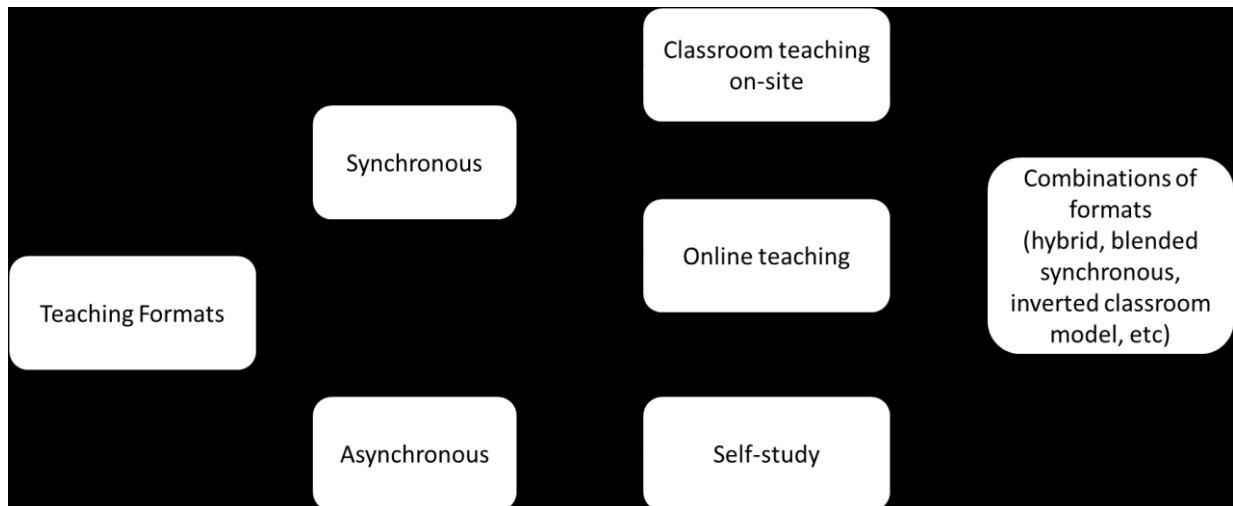 Teaching Formats
Synchronous
Asynchronous
Classroom teaching
on-site
Online teaching
Self-study
Combinations of
formats
(hybrid, blended
synchronous,
inverted classroom
model, etc)